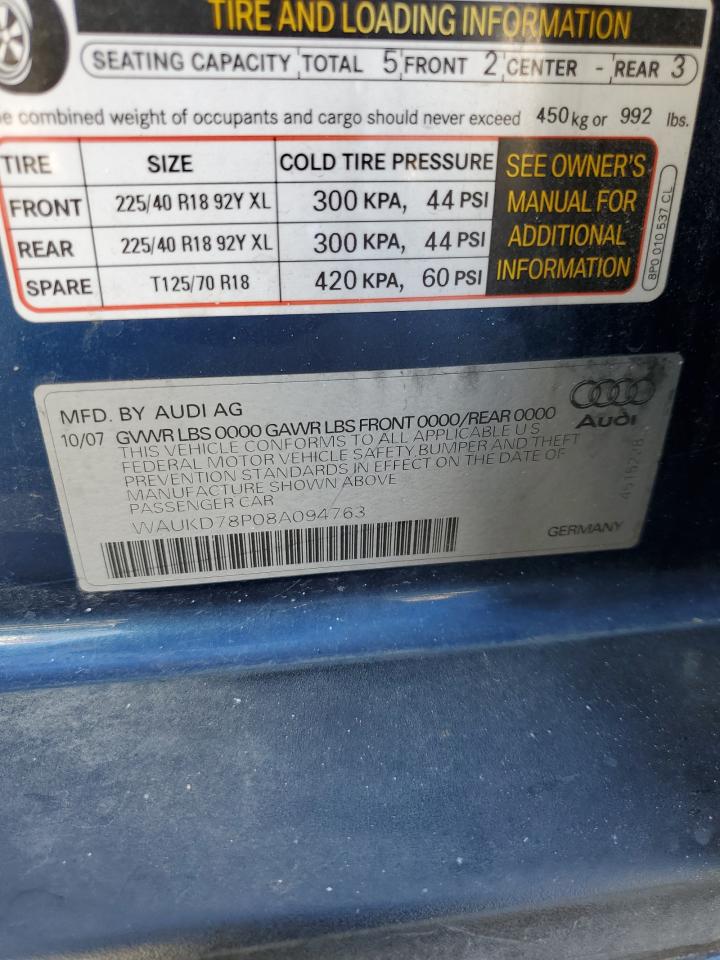 TIRE AND LOADING INFORMATION
SEATING CAPACITY TOTAL 5 FRONT 2 CENTER - REAR 3
combined weight of occupants and cargo should never exceed 450 kg or 992 lbs.
TIRE SIZE COLD TIRE PRESSURE
FRONT 225/40 R18 92Y XL 300 KPA, 44 PSI
REAR 225/40 R18 92Y XL 300 KPA, 44 PSI
SPARE T125/70 R18 420 KPA, 60 PSI
SEE OWNER'S
MANUAL FOR
ADDITIONAL
INFORMATION
8P0 010 537 CL
MFD. BY AUDI AG
10/07 GVWR LBS 0000 GAWR LBS FRONT 0000/REAR 0000
THIS VEHICLE CONFORMS TO ALL APPLICABLE U S
FEDERAL MOTOR VEHICLE SAFETY,BUMPER AND THEFT
PREVENTION STANDARDS IN EFFECT ON THE DATE OF
MANUFACTURE SHOWN ABOVE
PASSENGER CAR
WAUKD78P08A094763
Audi
GERMANY